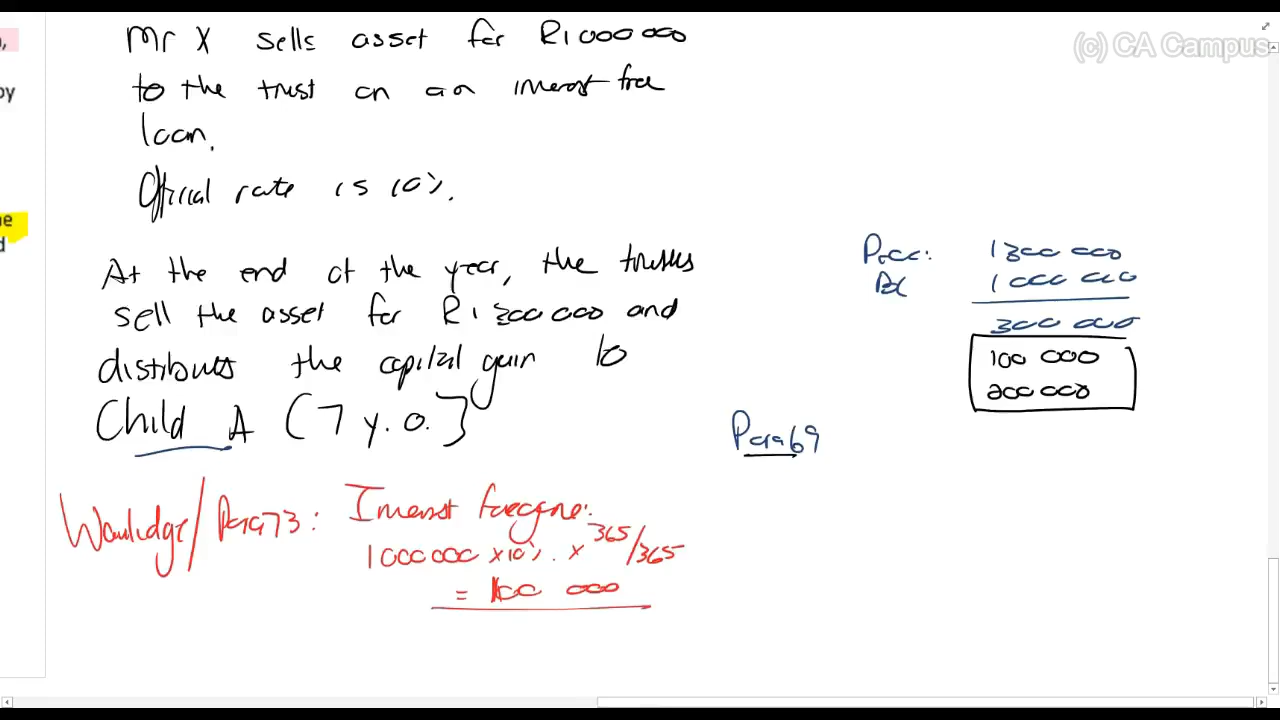 (c) CA Campus
Mr X sells asset for R1 000 000
to the trust on an interest free
loan.
Official rate is 10%.
At the end of the year, the trustees
sell the asset for R1 300 000 and
distributes the capital gain to
Child A (7 y.o.)
Proc: 1 300 000
BC 1 000 000
300 000
100 000
200 000
Para 69
Woulidge/Para 73: Interest foregone:
1 000 000 x 10% x 365/365
= 100 000
by